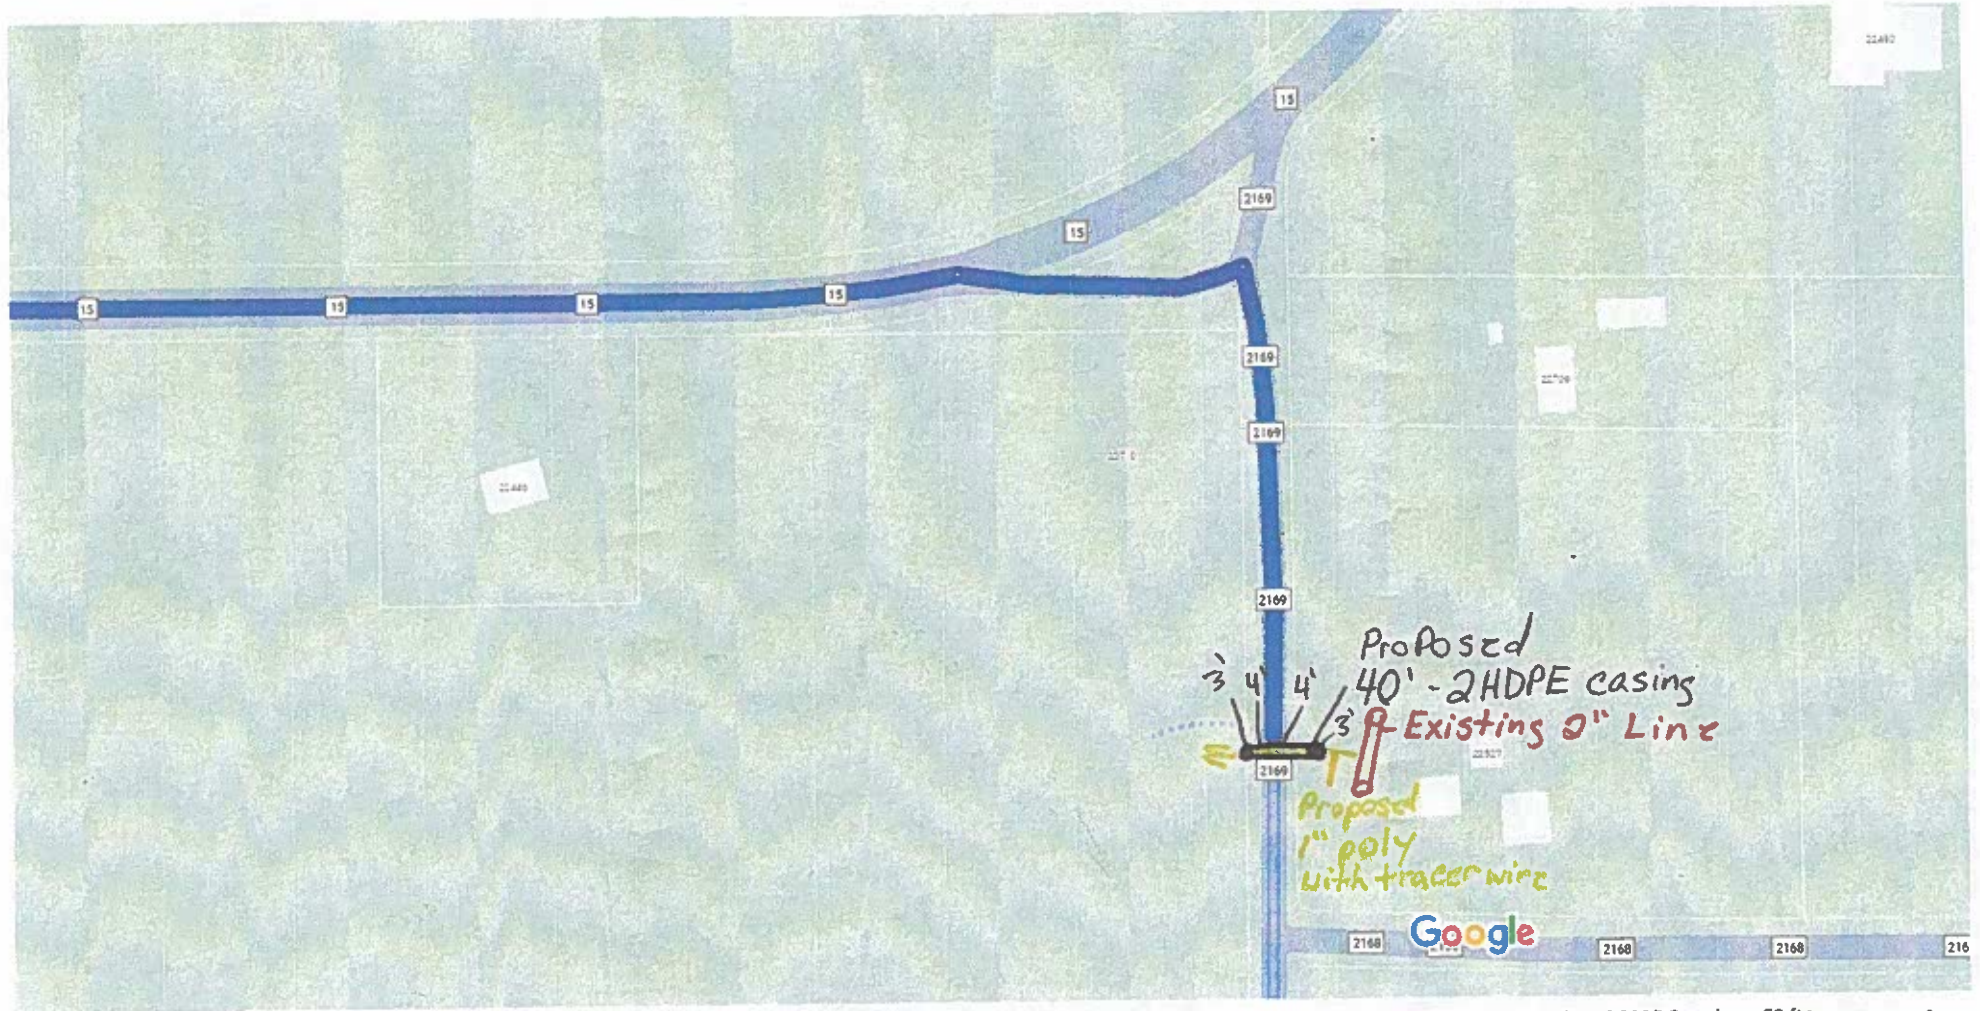 15
2169
15
15
15
15
15
2169
2169
2169
Proposed
3' 4' 4' 40' - 2 HDPE casing
3' Existing 2" Line
2169
Proposed
1" poly
with tracer wire
Google
2168
2168
2168
216